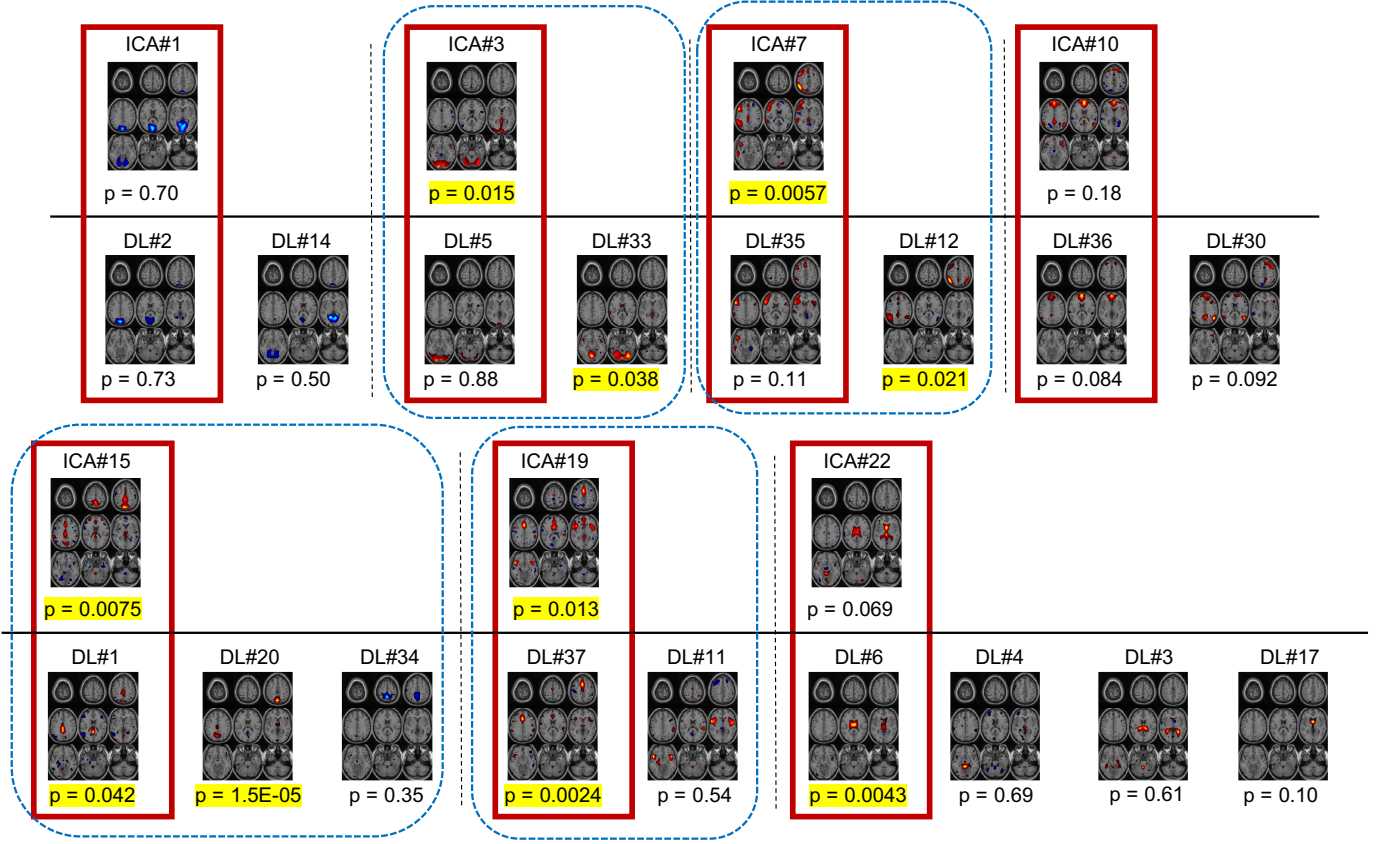 ICA#1 ICA#3 ICA#7 ICA#10
p = 0.70 p = 0.015 p = 0.0057 p = 0.18
DL#2 DL#14 DL#5 DL#33 DL#35 DL#12 DL#36 DL#30
p = 0.73 p = 0.50 p = 0.88 p = 0.038 p = 0.11 p = 0.021 p = 0.084 p = 0.092
ICA#15 ICA#19 ICA#22
p = 0.0075 p = 0.013 p = 0.069
DL#1 DL#20 DL#34 DL#37 DL#11 DL#6 DL#4 DL#3 DL#17
p = 0.042 p = 1.5E-05 p = 0.35 p = 0.0024 p = 0.54 p = 0.0043 p = 0.69 p = 0.61 p = 0.10